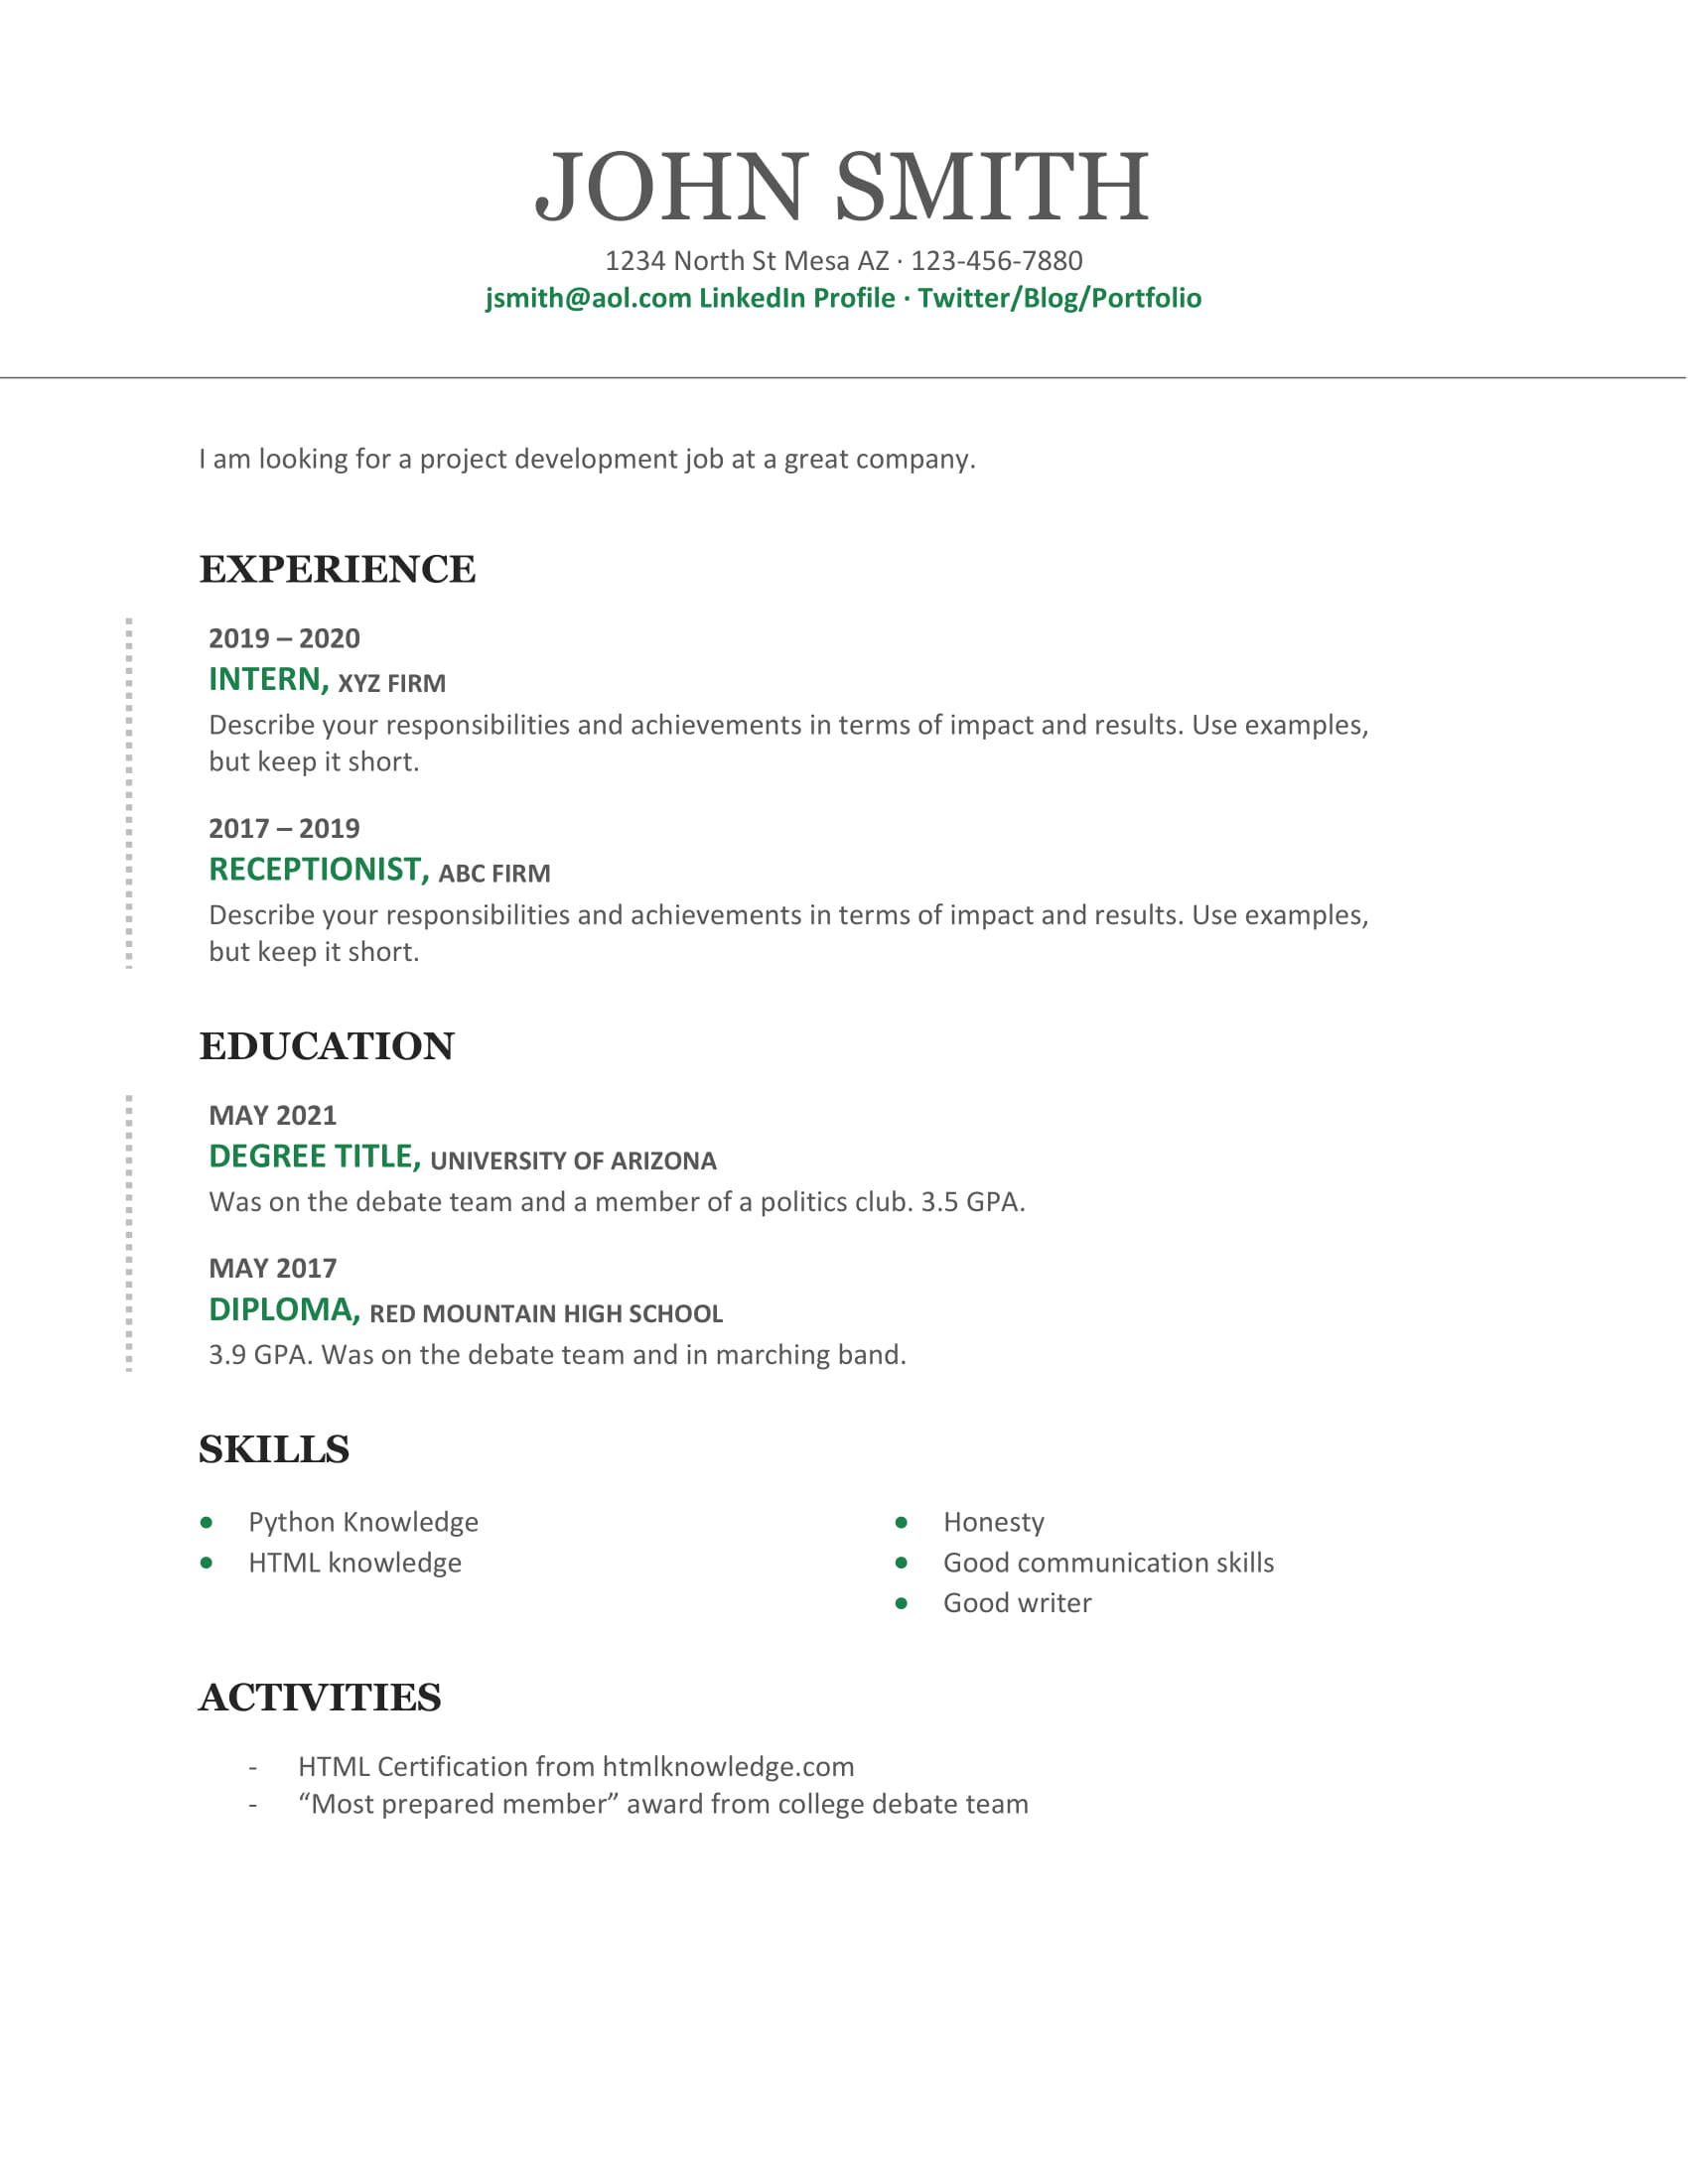 JOHN SMITH
1234 North St Mesa AZ · 123-456-7880
jsmith@aol.com LinkedIn Profile · Twitter/Blog/Portfolio
I am looking for a project development job at a great company.
EXPERIENCE
2019 – 2020
INTERN, XYZ FIRM
Describe your responsibilities and achievements in terms of impact and results. Use examples,
but keep it short.
2017 – 2019
RECEPTIONIST, ABC FIRM
Describe your responsibilities and achievements in terms of impact and results. Use examples,
but keep it short.
EDUCATION
MAY 2021
DEGREE TITLE, UNIVERSITY OF ARIZONA
Was on the debate team and a member of a politics club. 3.5 GPA.
MAY 2017
DIPLOMA, RED MOUNTAIN HIGH SCHOOL
3.9 GPA. Was on the debate team and in marching band.
SKILLS
• Python Knowledge
• HTML knowledge
• Honesty
• Good communication skills
• Good writer
ACTIVITIES
- HTML Certification from htmlknowledge.com
- “Most prepared member” award from college debate team